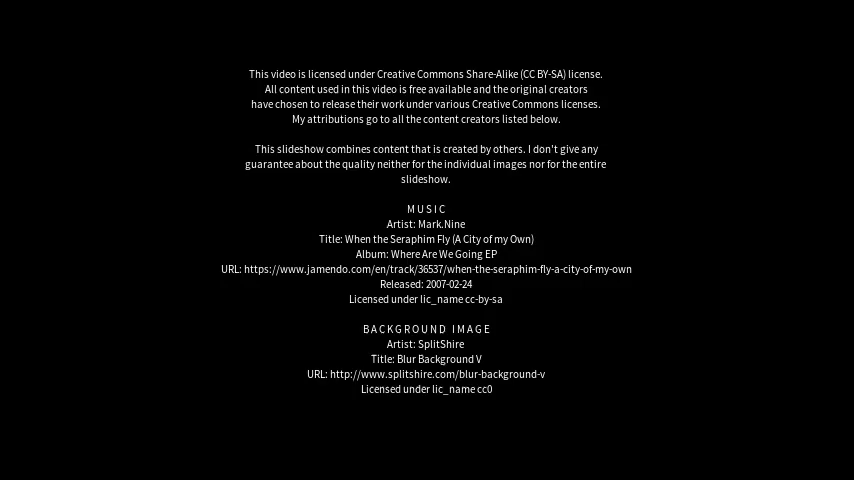 This video is licensed under Creative Commons Share-Alike (CC BY-SA) license.
All content used in this video is free available and the original creators
have chosen to release their work under various Creative Commons licenses.
My attributions go to all the content creators listed below.
This slideshow combines content that is created by others. I don't give any
guarantee about the quality neither for the individual images nor for the entire
slideshow.
MUSIC
Artist: Mark.Nine
Title: When the Seraphim Fly (A City of my Own)
Album: Where Are We Going EP
URL: https://www.jamendo.com/en/track/36537/when-the-seraphim-fly-a-city-of-my-own
Released: 2007-02-24
Licensed under lic_name cc-by-sa
BACKGROUND IMAGE
Artist: SplitShire
Title: Blur Background V
URL: http://www.splitshire.com/blur-background-v
Licensed under lic_name cc0